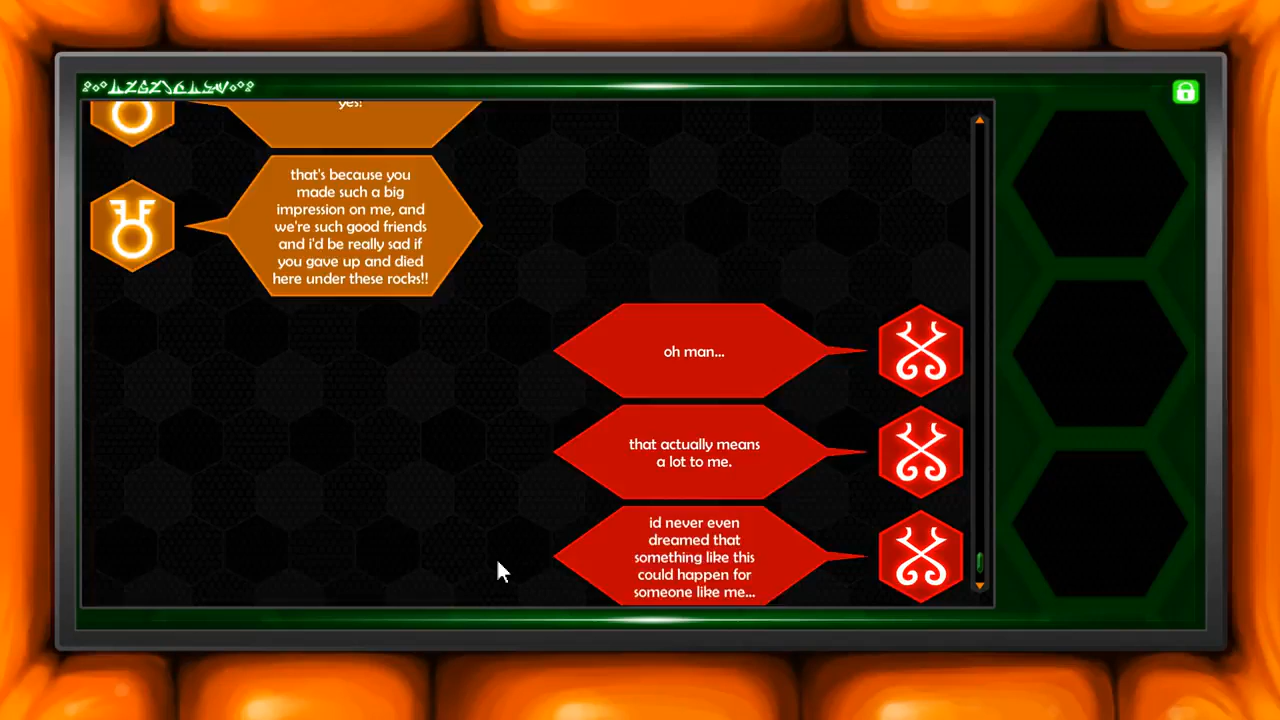 yes!
that's because you
made such a big
impression on me, and
we're such good friends
and i'd be really sad if
you gave up and died
here under these rocks!!
oh man...
that actually means
a lot to me.
id never even
dreamed that
something like this
could happen for
someone like me...